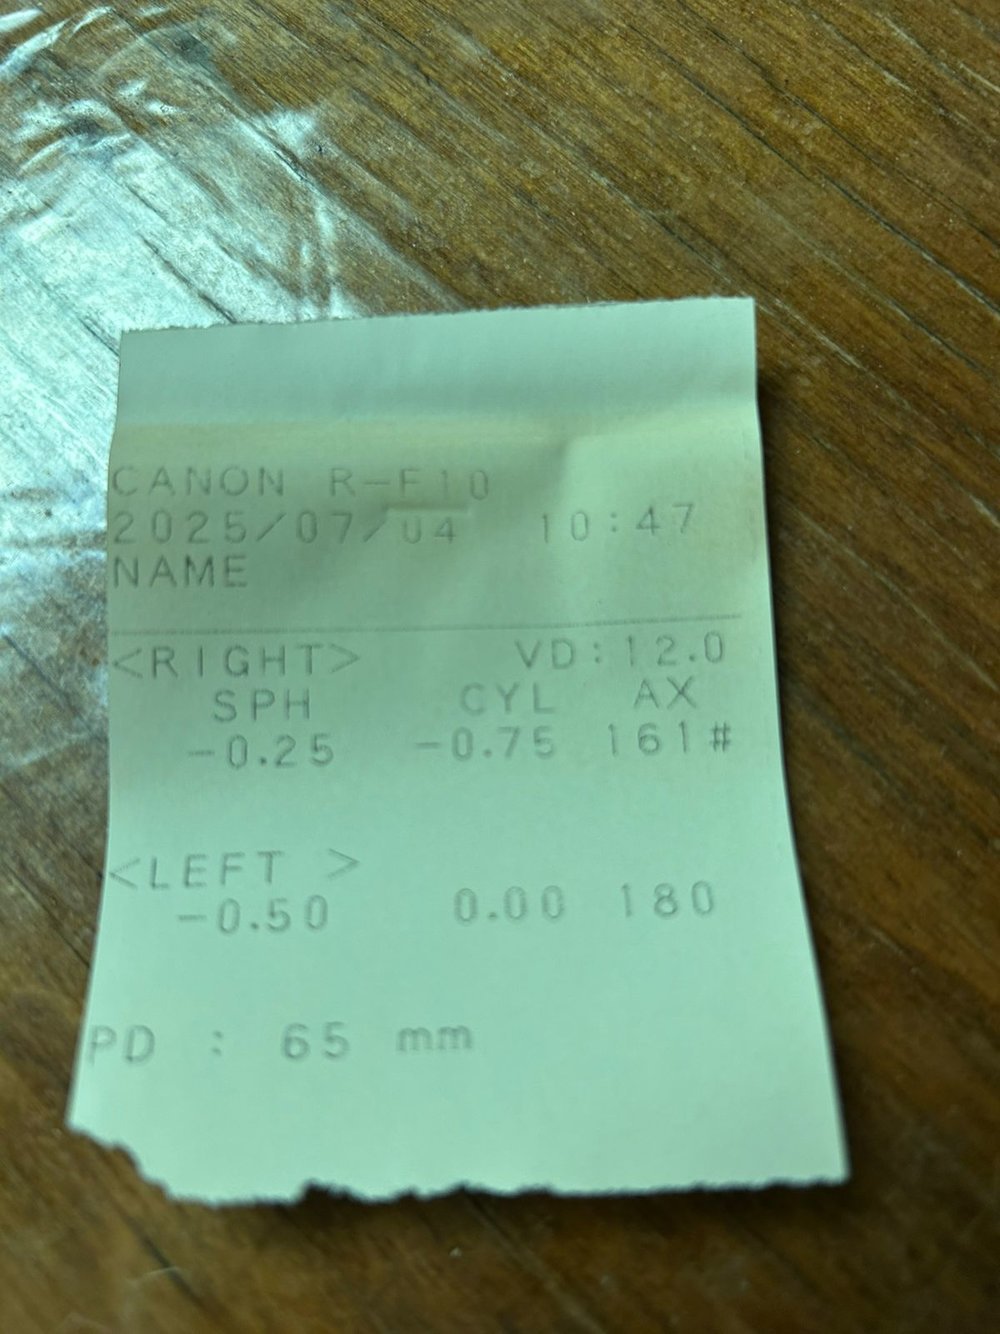 CANON R-F10
2025/07/04 10:47
NAME
<RIGHT> VD:12.0
SPH CYL AX
-0.25 -0.75 161#
<LEFT >
-0.50 0.00 180
PD : 65 mm